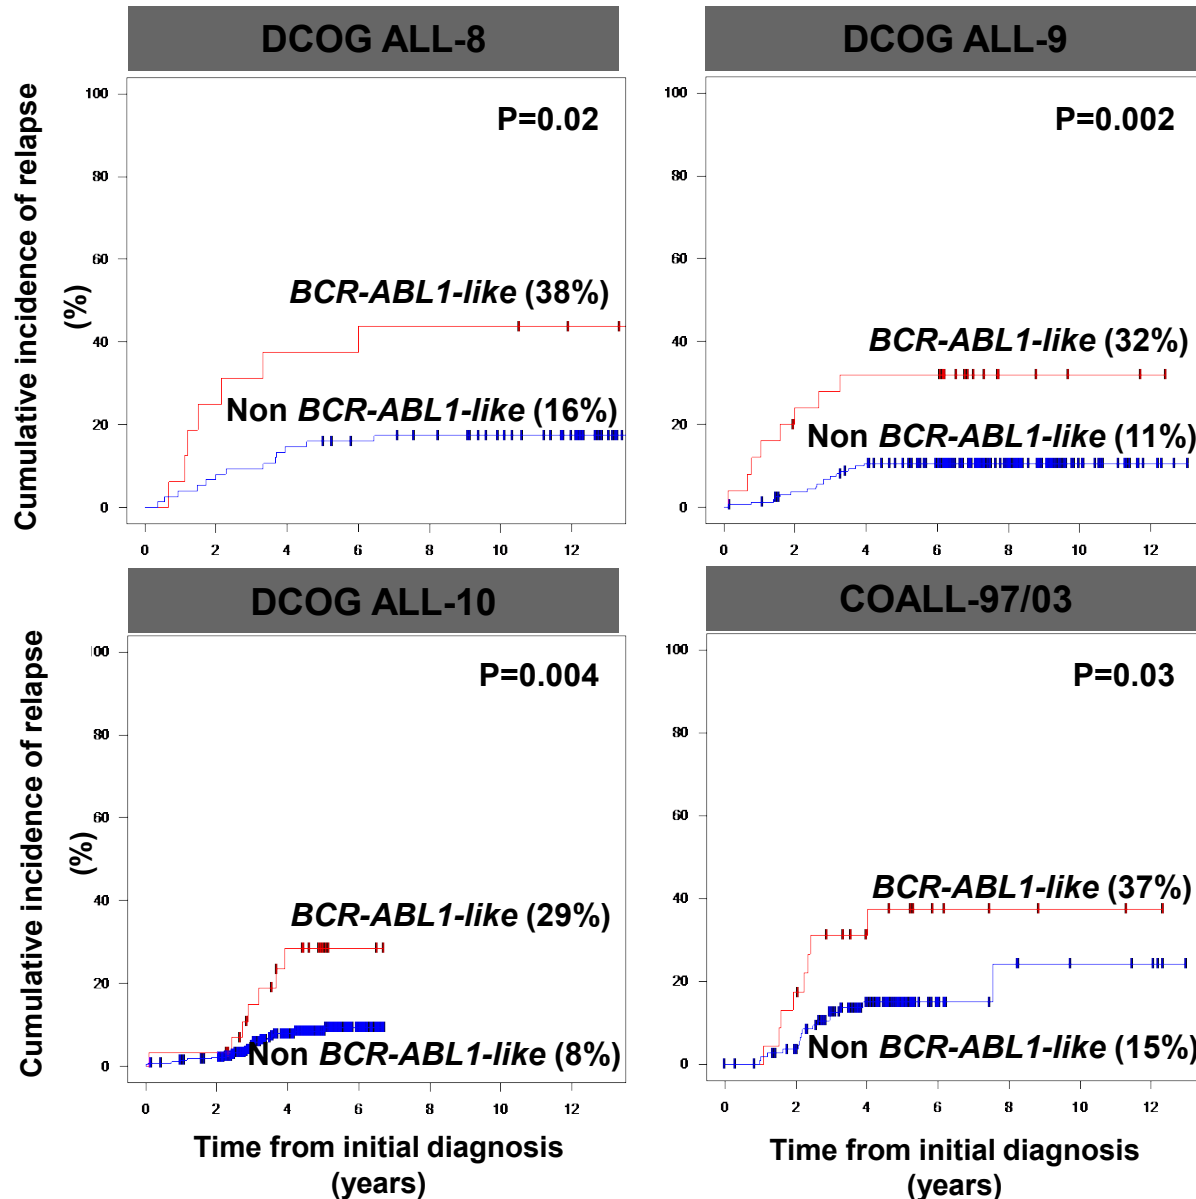 DCOG ALL-8
Cumulative incidence of relapse
(%)
100
80
60
40
20
0
P=0.02
BCR-ABL1-like (38%)
Non BCR-ABL1-like (16%)
0 2 4 6 8 10 12
DCOG ALL-9
100
80
60
40
20
0
P=0.002
BCR-ABL1-like (32%)
Non BCR-ABL1-like (11%)
0 2 4 6 8 10 12
DCOG ALL-10
Cumulative incidence of relapse
(%)
100
80
60
40
20
0
P=0.004
BCR-ABL1-like (29%)
Non BCR-ABL1-like (8%)
0 2 4 6 8 10 12
Time from initial diagnosis
(years)
COALL-97/03
100
80
60
40
20
0
P=0.03
BCR-ABL1-like (37%)
Non BCR-ABL1-like (15%)
0 2 4 6 8 10 12
Time from initial diagnosis
(years)